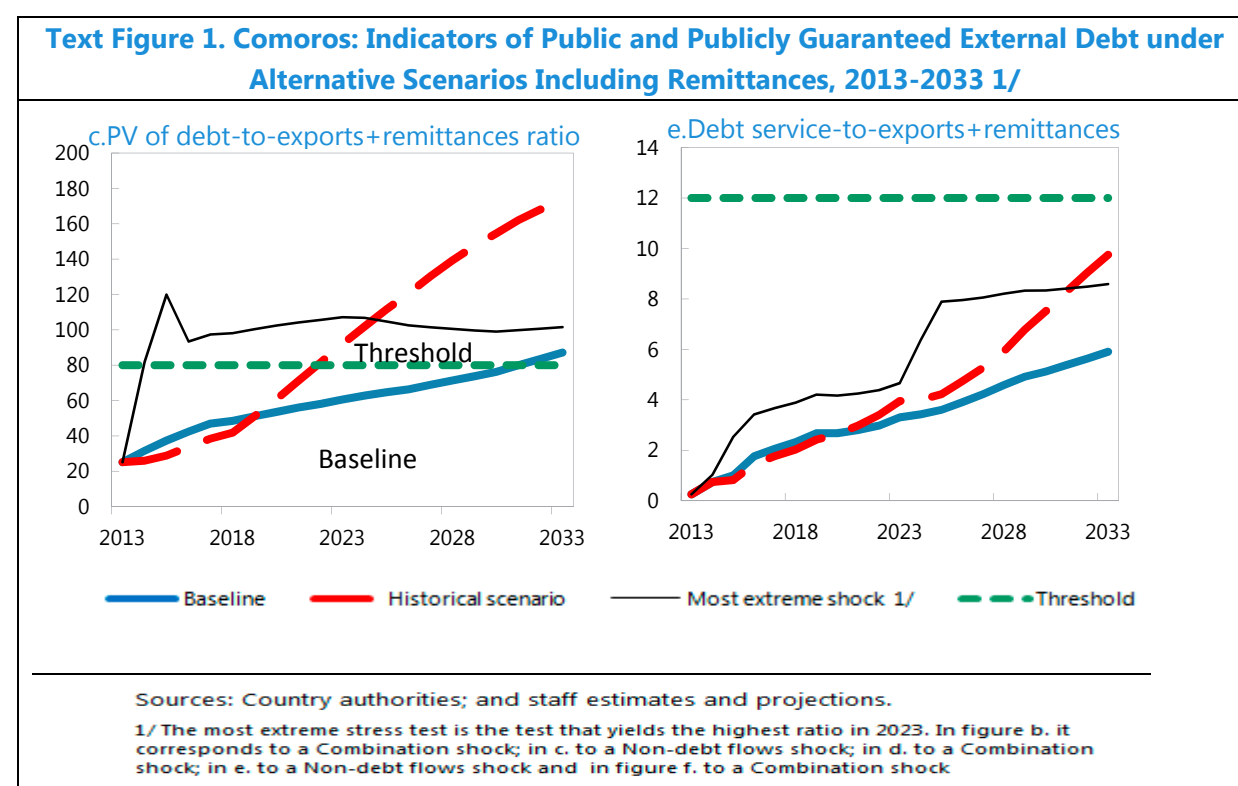 Text Figure 1. Comoros: Indicators of Public and Publicly Guaranteed External Debt under
Alternative Scenarios Including Remittances, 2013-2033 1/
c.PV of debt-to-exports+remittances ratio
200
180
160
140
120
100
80
60
40
20
0
Threshold
Baseline
2013 2018 2023 2028 2033
e.Debt service-to-exports+remittances
14
12
10
8
6
4
2
0
2013 2018 2023 2028 2033
Baseline Historical scenario Most extreme shock 1/ Threshold
Sources: Country authorities; and staff estimates and projections.
1/ The most extreme stress test is the test that yields the highest ratio in 2023. In figure b. it
corresponds to a Combination shock; in c. to a Non-debt flows shock; in d. to a Combination
shock; in e. to a Non-debt flows shock and in figure f. to a Combination shock